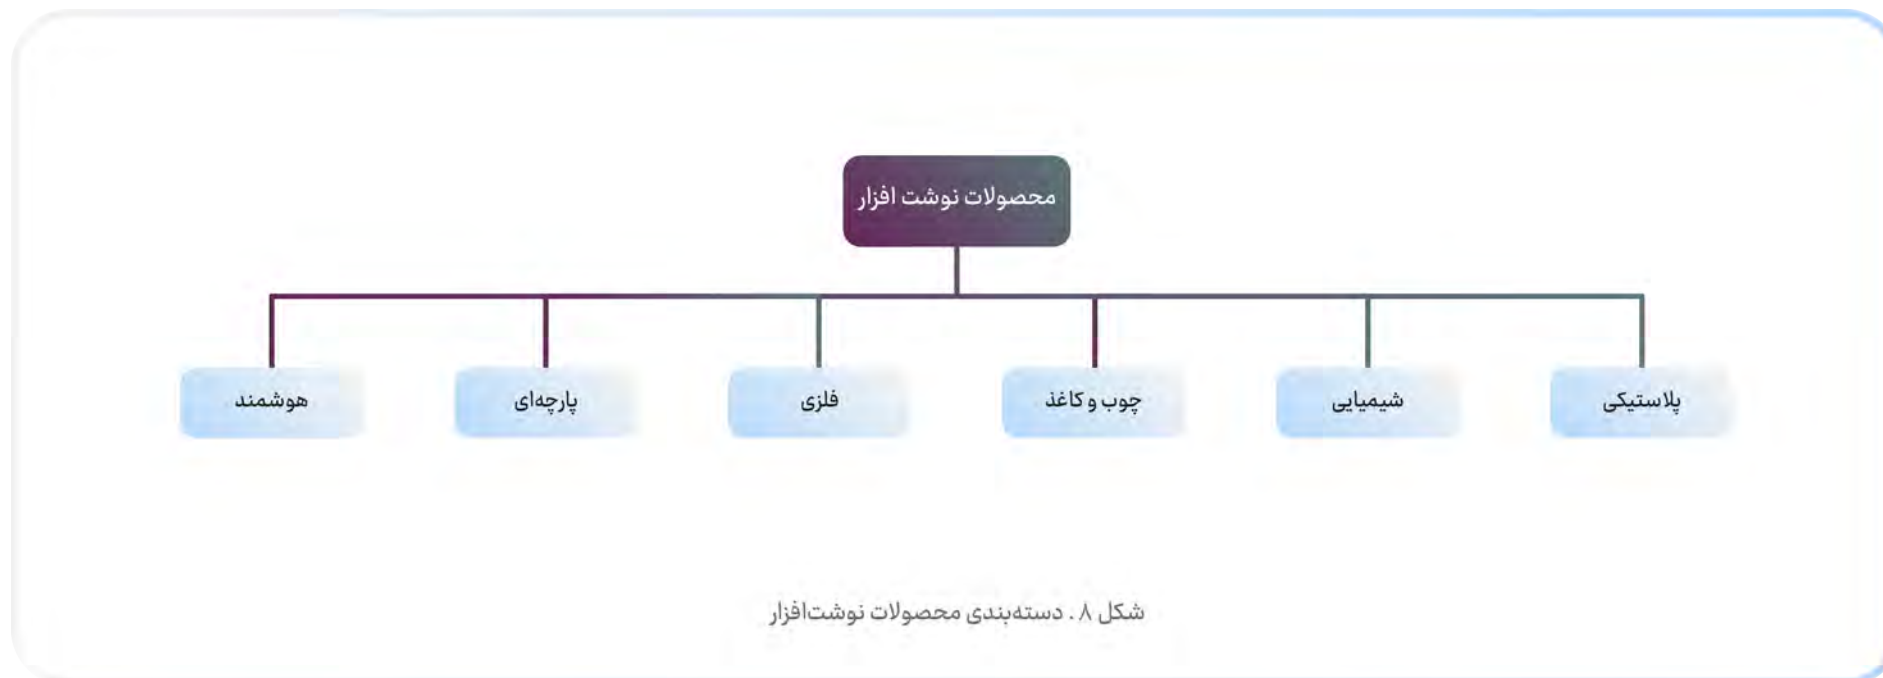 محصولات نوشت افزار
پلاستیکی
شیمیایی
چوب و کاغذ
فلزی
پارچه‌ای
هوشمند
شکل ۸ . دسته‌بندی محصولات نوشت‌افزار